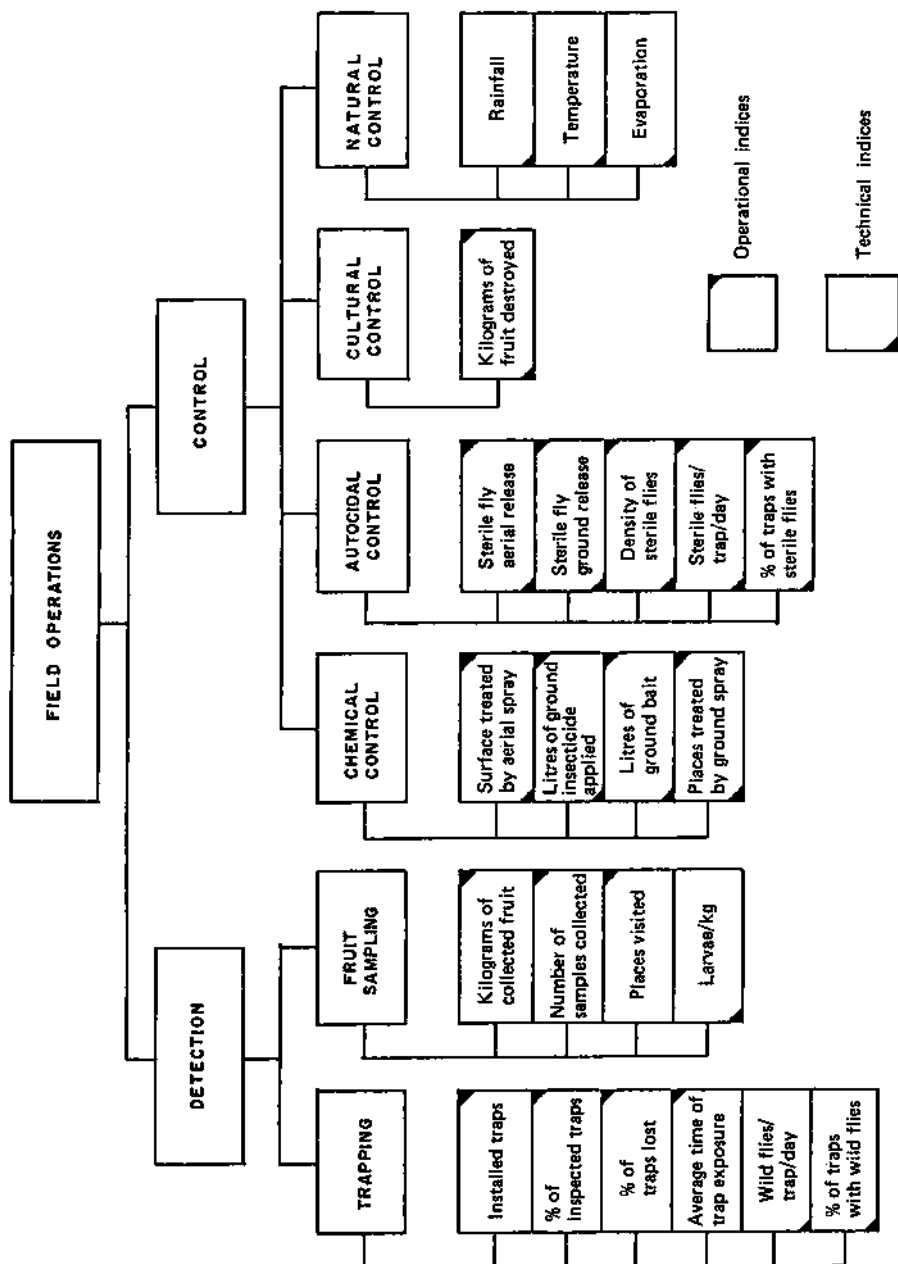 FIELD OPERATIONS
DETECTION
CONTROL
TRAPPING
FRUIT
SAMPLING
CHEMICAL
CONTROL
AUTOCIDAL
CONTROL
CULTURAL
CONTROL
NATURAL
CONTROL
Installed traps
% of
inspected traps
% of
traps lost
Average time of
trap exposure
Wild flies/
trap/day
% of traps
with wild flies
Kilograms of
collected fruit
Number of
samples collected
Places visited
Larvae/kg
Surface treated
by aerial spray
Litres of ground
insecticide
applied
Litres of
ground bait
Places treated
by ground spray
Sterile fly
aerial release
Sterile fly
ground release
Density of
sterile flies
Sterile flies/
trap/day
% of traps with
sterile flies
Kilograms of
fruit destroyed
Rainfall
Temperature
Evaporation
Operational indices
Technical indices